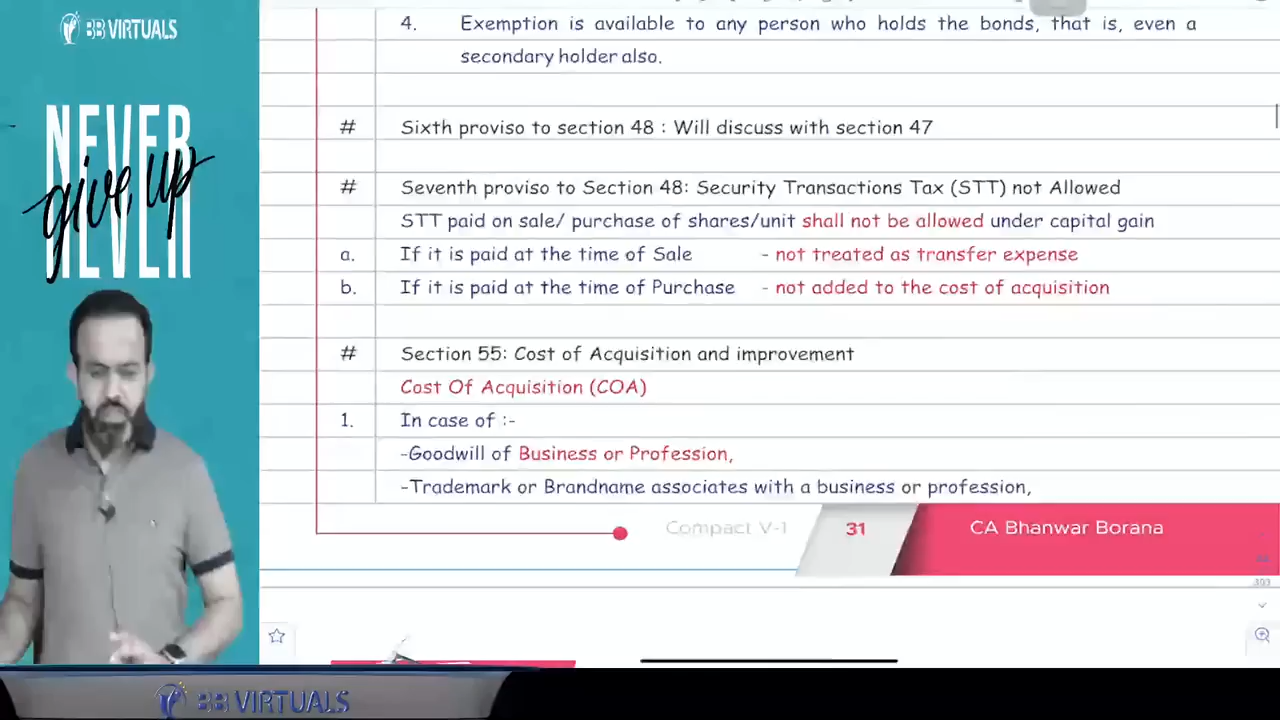 BB VIRTUALS
NEVER
give up
NEVER
4. Exemption is available to any person who holds the bonds, that is, even a
secondary holder also.
# Sixth proviso to section 48 : Will discuss with section 47
# Seventh proviso to Section 48: Security Transactions Tax (STT) not Allowed
STT paid on sale/ purchase of shares/unit shall not be allowed under capital gain
a. If it is paid at the time of Sale - not treated as transfer expense
b. If it is paid at the time of Purchase - not added to the cost of acquisition
# Section 55: Cost of Acquisition and improvement
Cost Of Acquisition (COA)
1. In case of :-
-Goodwill of Business or Profession,
-Trademark or Brandname associates with a business or profession,
Compact V-1 31 CA Bhanwar Borana
303
BB VIRTUALS